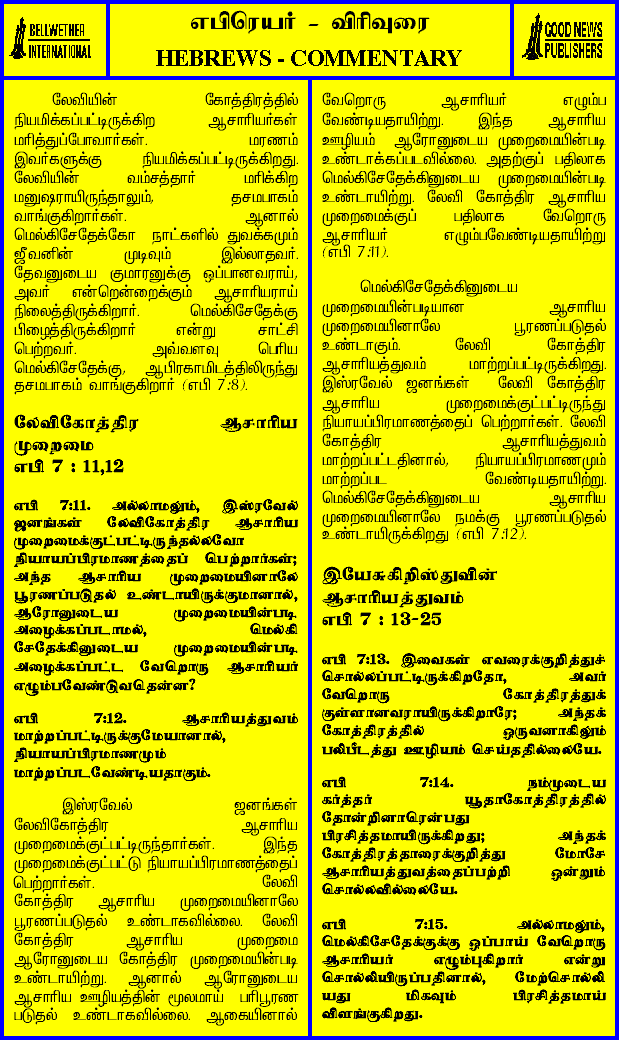 BELLWETHER
INTERNATIONAL
எபிரெயர் - விரிவுரை
HEBREWS - COMMENTARY
GOOD NEWS
PUBLISHERS
லேவியின் கோத்திரத்தில்
நியமிக்கப்பட்டிருக்கிற ஆசாரியர்கள்
மரித்துப்போவார்கள். மரணம்
இவர்களுக்கு நியமிக்கப்பட்டிருக்கிறது.
லேவியின் வம்சத்தார் மரிக்கிற
மனுஷராயிருந்தாலும், தசமபாகம்
வாங்குகிறார்கள். ஆனால்
மெல்கிசேதேக்கோ நாட்களில் துவக்கமும்
ஜீவனின் முடிவும் இல்லாதவர்.
தேவனுடைய குமாரனுக்கு ஒப்பானவராய்,
அவர் என்றென்றைக்கும் ஆசாரியராய்
நிலைத்திருக்கிறார். மெல்கிசேதேக்கு
பிழைத்திருக்கிறார் என்று சாட்சி
பெற்றவர். அவ்வளவு பெரிய
மெல்கிசேதேக்கு, ஆபிரகாமிடத்திலிருந்து
தசமபாகம் வாங்குகிறார் (எபி 7:8).
லேவிகோத்திர ஆசாரிய
முறைமை
எபி 7 : 11,12
எபி 7:11. அல்லாமலும், இஸ்ரவேல்
ஜனங்கள் லேவிகோத்திர ஆசாரிய
முறைமைக்குட்பட்டிருந்தல்லவோ
நியாயப்பிரமாணத்தைப் பெற்றார்கள்;
அந்த ஆசாரிய முறைமையினாலே
பூரணப்படுதல் உண்டாயிருக்குமானால்,
ஆரோனுடைய முறைமையின்படி
அழைக்கப்படாமல், மெல்கி
சேதேக்கினுடைய முறைமையின்படி
அழைக்கப்பட்ட வேறொரு ஆசாரியர்
எழும்பவேண்டுவதென்ன?
எபி 7:12. ஆசாரியத்துவம்
மாற்றப்பட்டிருக்குமேயானால்,
நியாயப்பிரமாணமும்
மாற்றப்படவேண்டியதாகும்.
இஸ்ரவேல் ஜனங்கள்
லேவிகோத்திர ஆசாரிய
முறைமைக்குட்பட்டிருந்தார்கள். இந்த
முறைமைக்குட்பட்டு நியாயப்பிரமாணத்தைப்
பெற்றார்கள். லேவி
கோத்திர ஆசாரிய முறைமையினாலே
பூரணப்படுதல் உண்டாகவில்லை. லேவி
கோத்திர ஆசாரிய முறைமை
ஆரோனுடைய கோத்திர முறைமையின்படி
உண்டாயிற்று. ஆனால் ஆரோனுடைய
ஆசாரிய ஊழியத்தின் மூலமாய் பரிபூரண
படுதல் உண்டாகவில்லை. ஆகையினால்
வேறொரு ஆசாரியர் எழும்ப
வேண்டியதாயிற்று. இந்த ஆசாரிய
ஊழியம் ஆரோனுடைய முறைமையின்படி
உண்டாக்கப்படவில்லை. அதற்குப் பதிலாக
மெல்கிசேதேக்கினுடைய முறைமையின்படி
உண்டாயிற்று. லேவி கோத்திர ஆசாரிய
முறைமைக்குப் பதிலாக வேறொரு
ஆசாரியர் எழும்பவேண்டியதாயிற்று
(எபி 7:11).
மெல்கிசேதேக்கினுடைய
முறைமையின்படியான ஆசாரிய
முறைமையினாலே பூரணப்படுதல்
உண்டாகும். லேவி கோத்திர
ஆசாரியத்துவம் மாற்றப்பட்டிருக்கிறது.
இஸ்ரவேல் ஜனங்கள் லேவி கோத்திர
ஆசாரிய முறைமைக்குட்பட்டிருந்து
நியாயப்பிரமாணத்தைப் பெற்றார்கள். லேவி
கோத்திர ஆசாரியத்துவம்
மாற்றப்பட்டதினால், நியாயப்பிரமாணமும்
மாற்றப்பட வேண்டியதாயிற்று.
மெல்கிசேதேக்கினுடைய ஆசாரிய
முறைமையினாலே நமக்கு பூரணப்படுதல்
உண்டாயிருக்கிறது (எபி 7:12).
இயேசுகிறிஸ்துவின்
ஆசாரியத்துவம்
எபி 7 : 13-25
எபி 7:13. இவைகள் எவரைக்குறித்துச்
சொல்லப்பட்டிருக்கிறதோ, அவர்
வேறொரு கோத்திரத்துக்
குள்ளானவராயிருக்கிறாரே; அந்தக்
கோத்திரத்தில் ஒருவனாகிலும்
பலிபீடத்து ஊழியம் செய்ததில்லையே.
எபி 7:14. நம்முடைய
கர்த்தர் யூதாகோத்திரத்தில்
தோன்றினாரென்பது
பிரசித்தமாயிருக்கிறது; அந்தக்
கோத்திரத்தாரைக்குறித்து மோசே
ஆசாரியத்துவத்தைப்பற்றி ஒன்றும்
சொல்லவில்லையே.
எபி 7:15. அல்லாமலும்,
மெல்கிசேதேக்குக்கு ஒப்பாய் வேறொரு
ஆசாரியர் எழும்புகிறார் என்று
சொல்லியிருப்பதினால், மேற்சொல்லி
யது மிகவும் பிரசித்தமாய்
விளங்குகிறது.